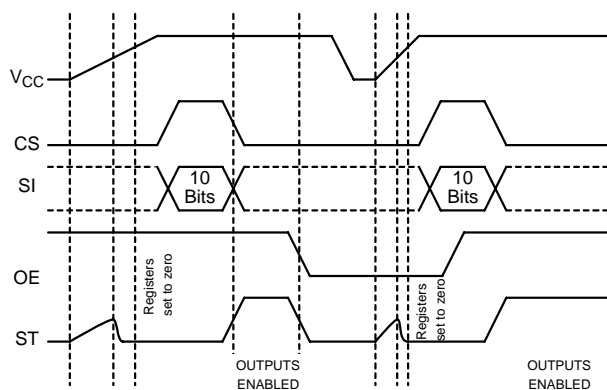 VCC
CS
SI
10
Bits
10
Bits
OE
Registers
set to zero
Registers
set to zero
ST
OUTPUTS
ENABLED
OUTPUTS
ENABLED